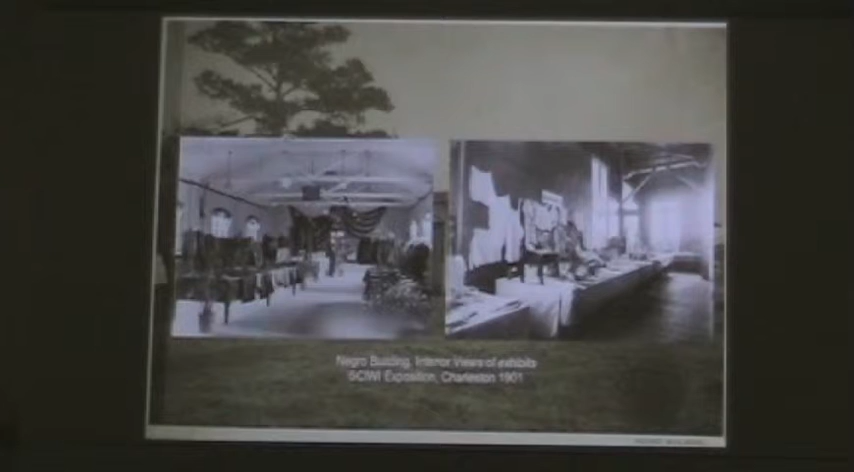 Negro Building, Interior Views of exhibits
SCIWI Exposition, Charleston 1901